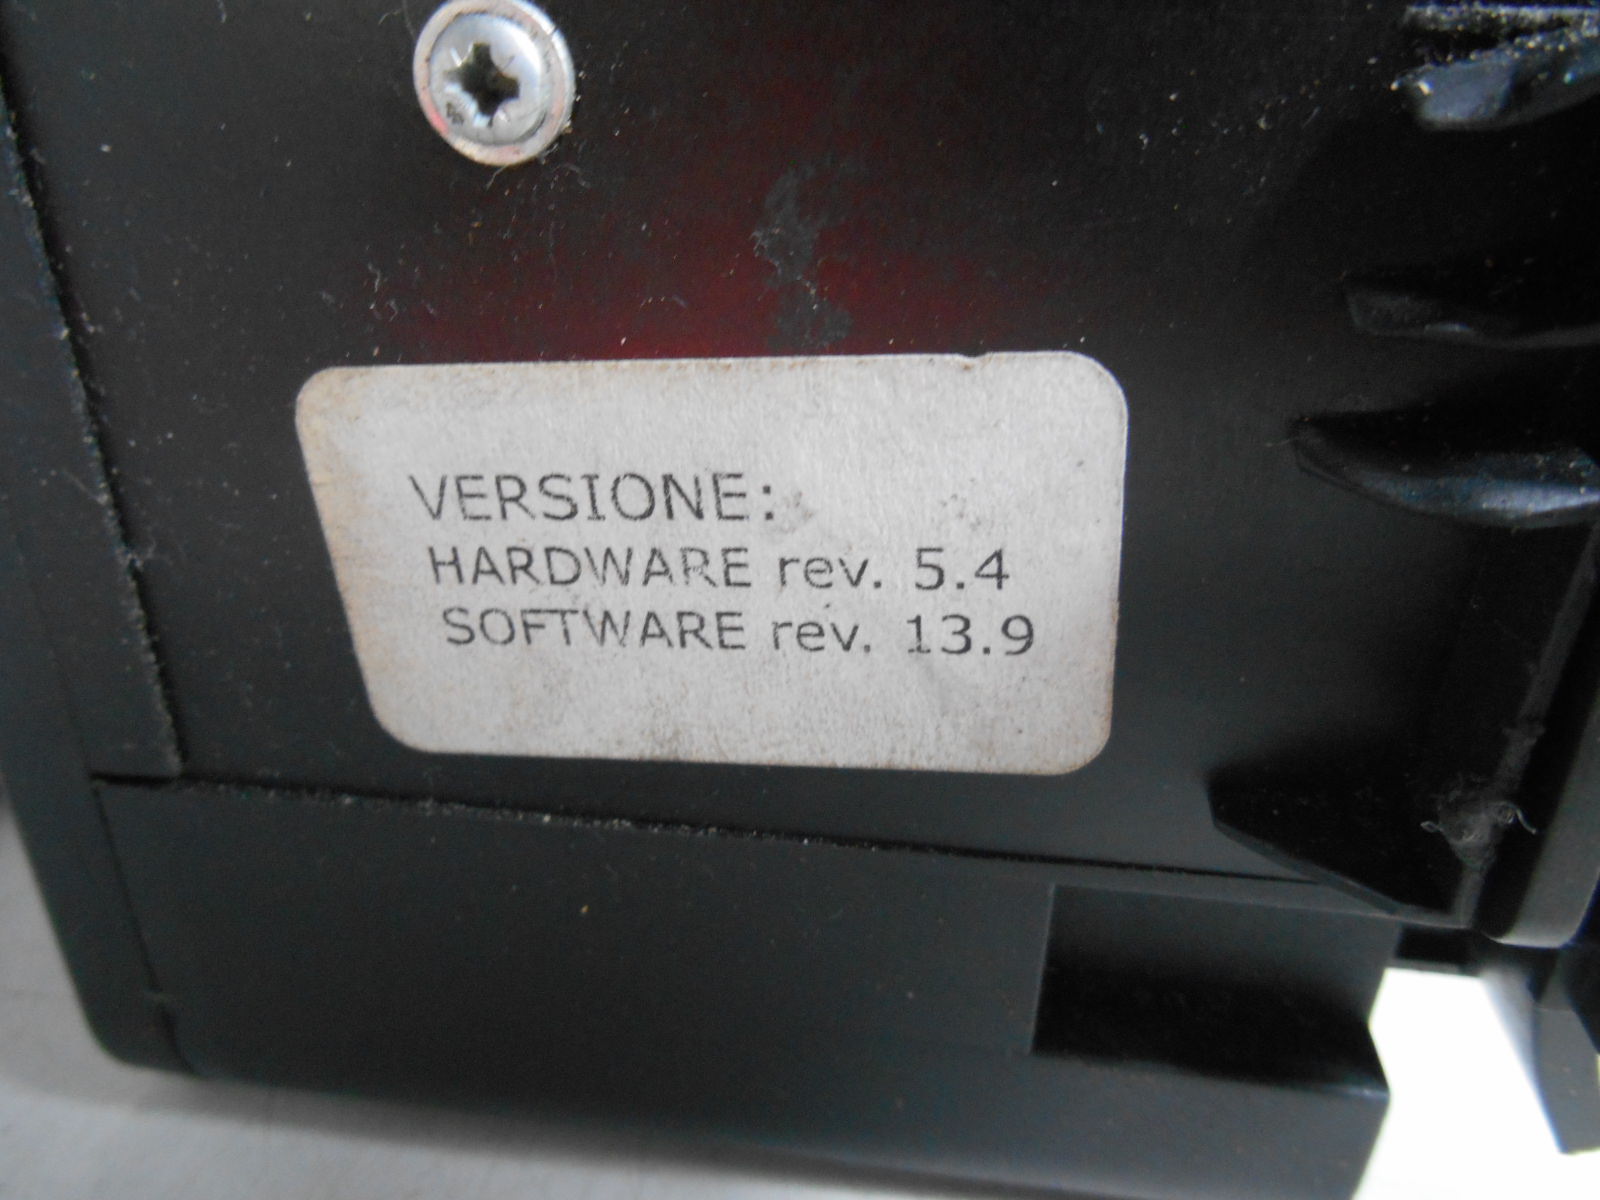 VERSIONE:
HARDWARE rev. 5.4
SOFTWARE rev. 13.9